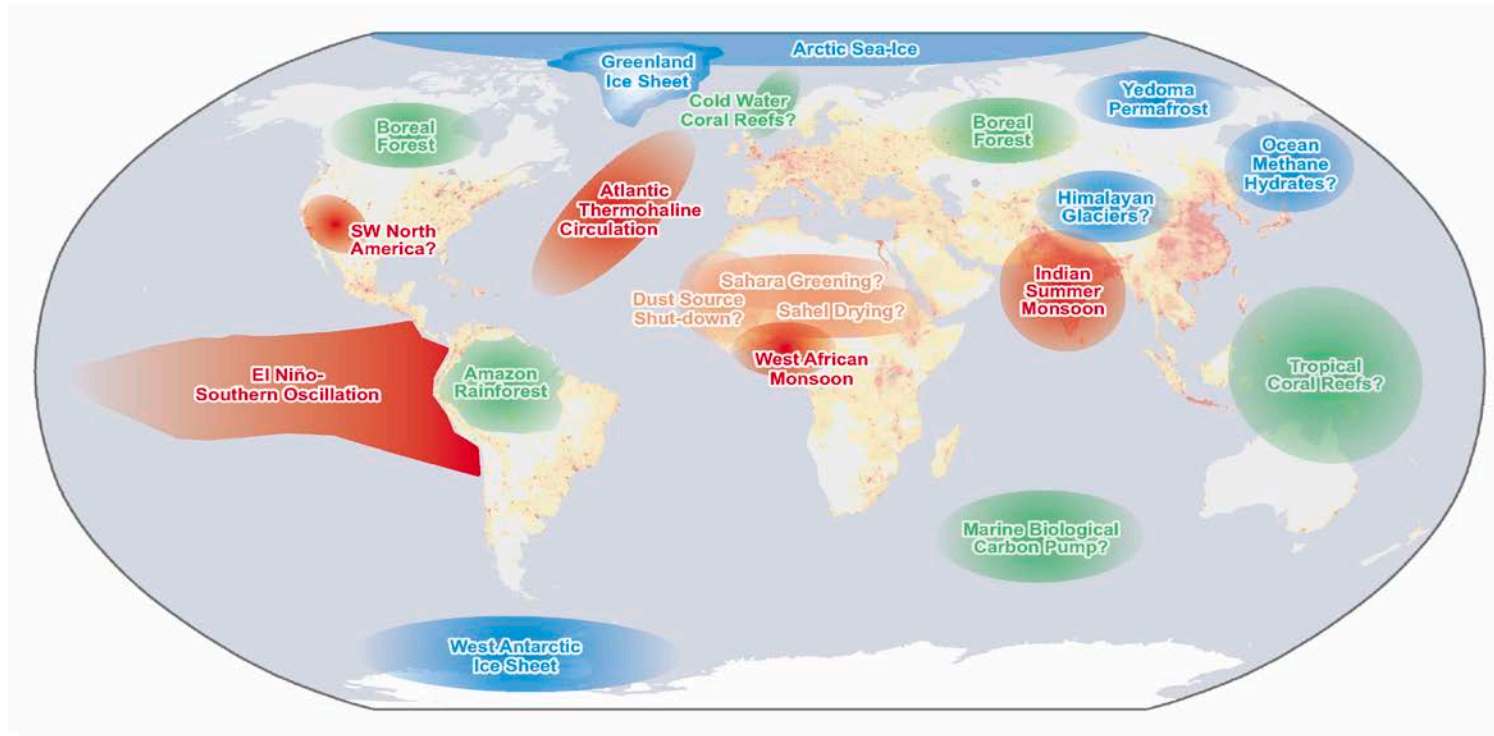 Arctic Sea-Ice
Greenland
Ice Sheet
Yedoma
Permafrost
Cold Water
Coral Reefs?
Boreal
Forest
Boreal
Forest
Ocean
Methane
Hydrates?
Atlantic
Thermohaline
Circulation
Himalayan
Glaciers?
SW North
America?
Sahara Greening?
Dust Source
Shut-down?
Sahel Drying?
Indian
Summer
Monsoon
West African
Monsoon
El Niño-
Southern Oscillation
Amazon
Rainforest
Tropical
Coral Reefs?
Marine Biological
Carbon Pump?
West Antarctic
Ice Sheet